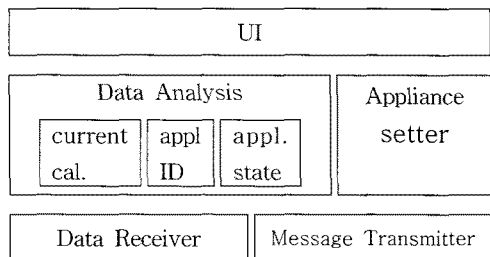 UI
Data Analysis
Appliance
setter
current
cal.
appl
ID
appl.
state
Data Receiver
Message Transmitter